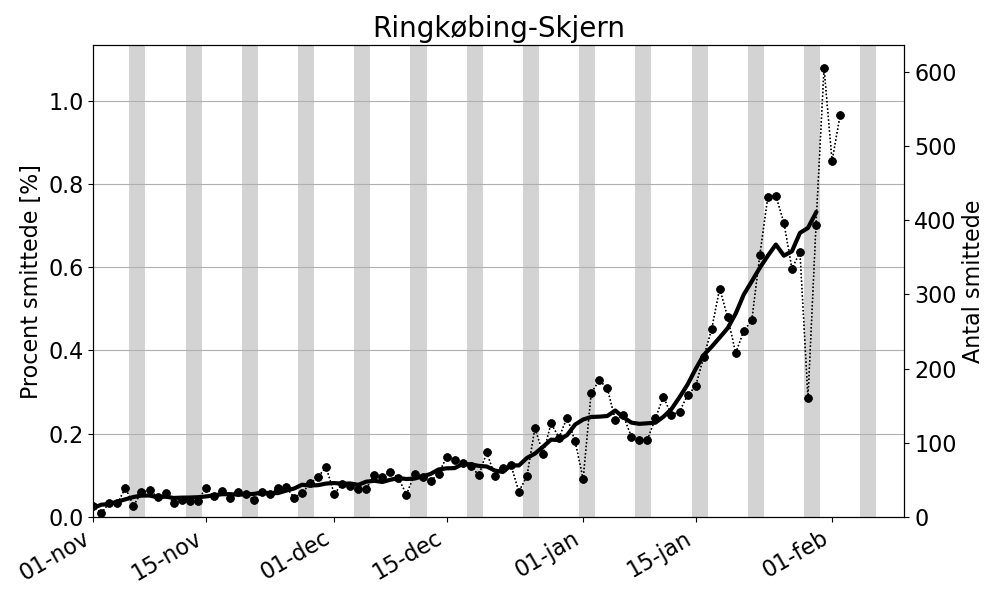 Ringkøbing-Skjern
Procent smittede [%]
1.0
0.8
0.6
0.4
0.2
0.0
600
500
400
300
200
100
0
Antal smittede
01-nov
15-nov
01-dec
15-dec
01-jan
15-jan
01-feb